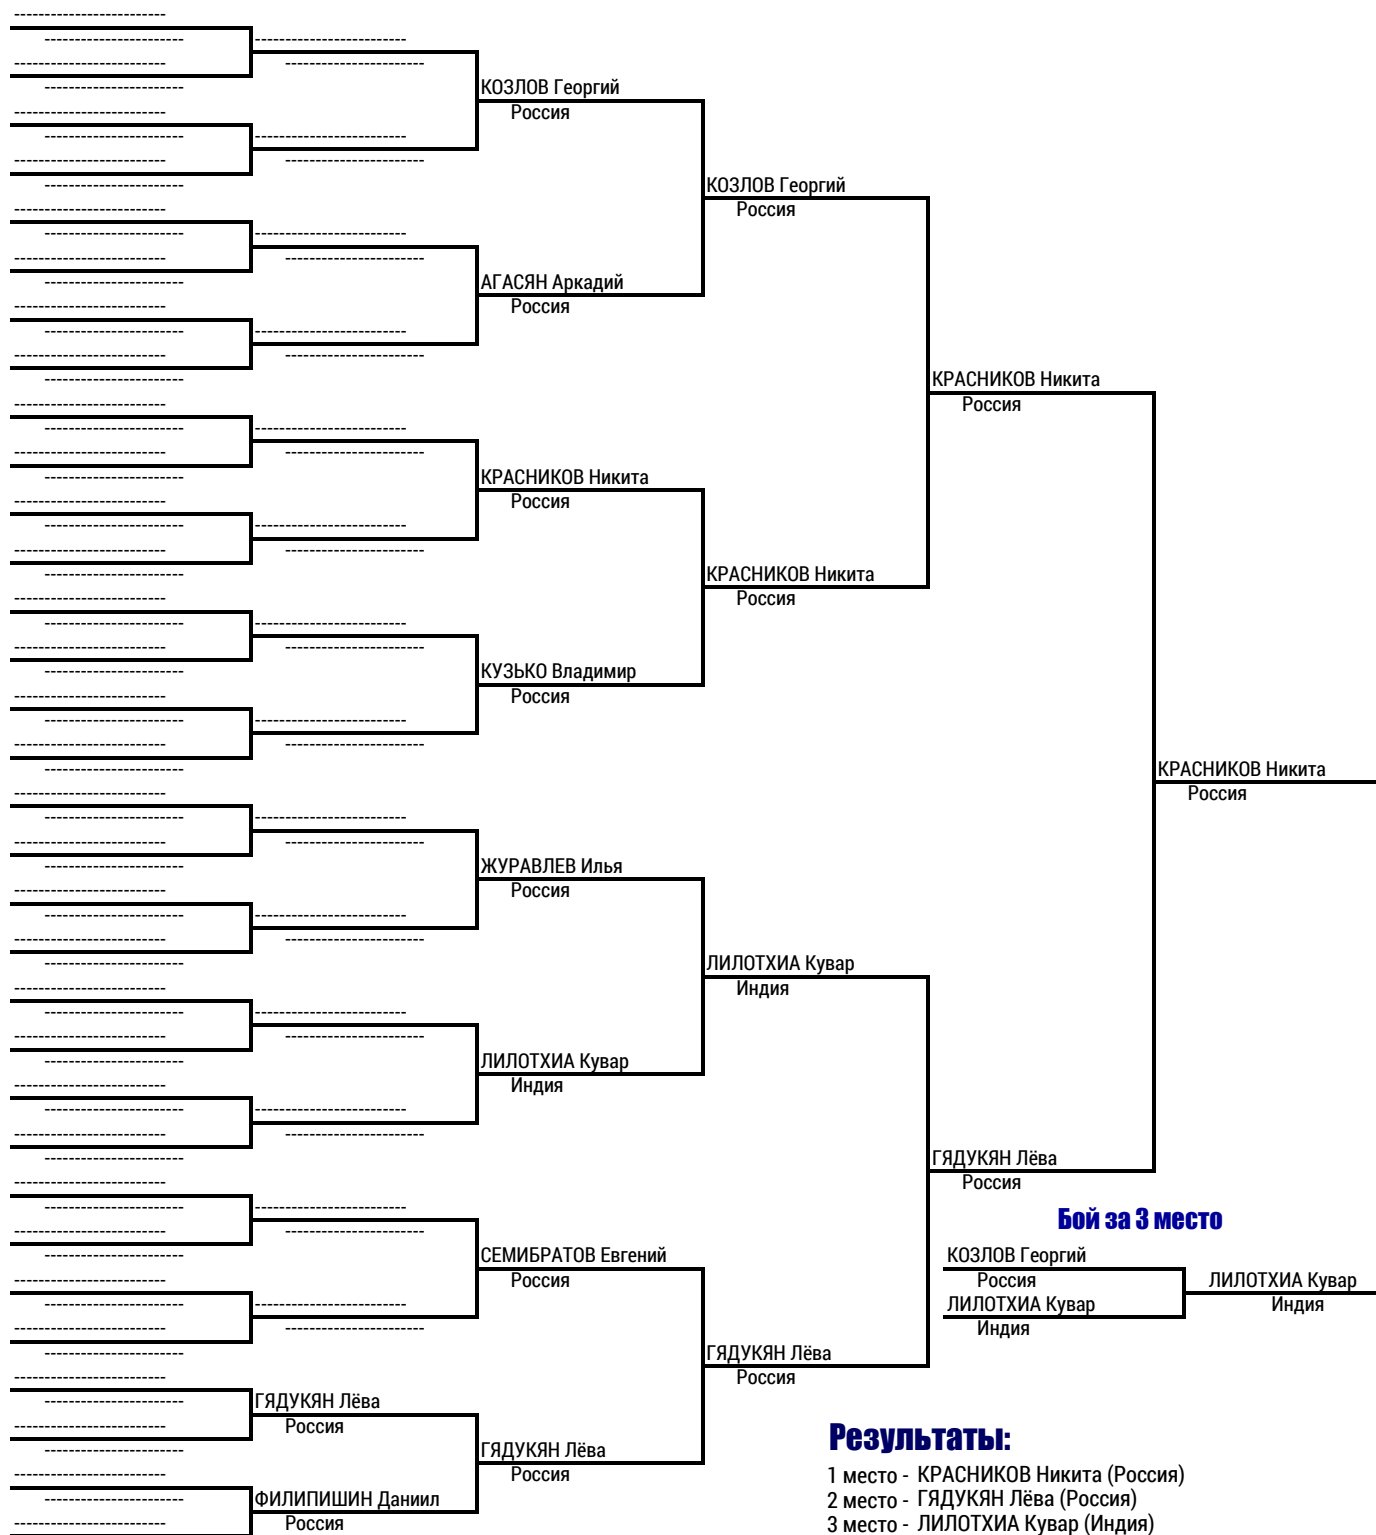 КОЗЛОВ Георгий
Россия
КОЗЛОВ Георгий
Россия
АГАСЯН Аркадий
Россия
КРАСНИКОВ Никита
Россия
КРАСНИКОВ Никита
Россия
КРАСНИКОВ Никита
Россия
КУЗЬКО Владимир
Россия
КРАСНИКОВ Никита
Россия
ЖУРАВЛЕВ Илья
Россия
ЛИЛОТХИА Кувар
Индия
ЛИЛОТХИА Кувар
Индия
ГЯДУКЯН Лёва
Россия
Бой за 3 место
СЕМИБРАТОВ Евгений
Россия
КОЗЛОВ Георгий
Россия
ЛИЛОТХИА Кувар
Индия
ЛИЛОТХИА Кувар
Индия
ГЯДУКЯН Лёва
Россия
ГЯДУКЯН Лёва
Россия
ГЯДУКЯН Лёва
Россия
ФИЛИПИШИН Даниил
Россия
Результаты:
1 место - КРАСНИКОВ Никита (Россия)
2 место - ГЯДУКЯН Лёва (Россия)
3 место - ЛИЛОТХИА Кувар (Индия)